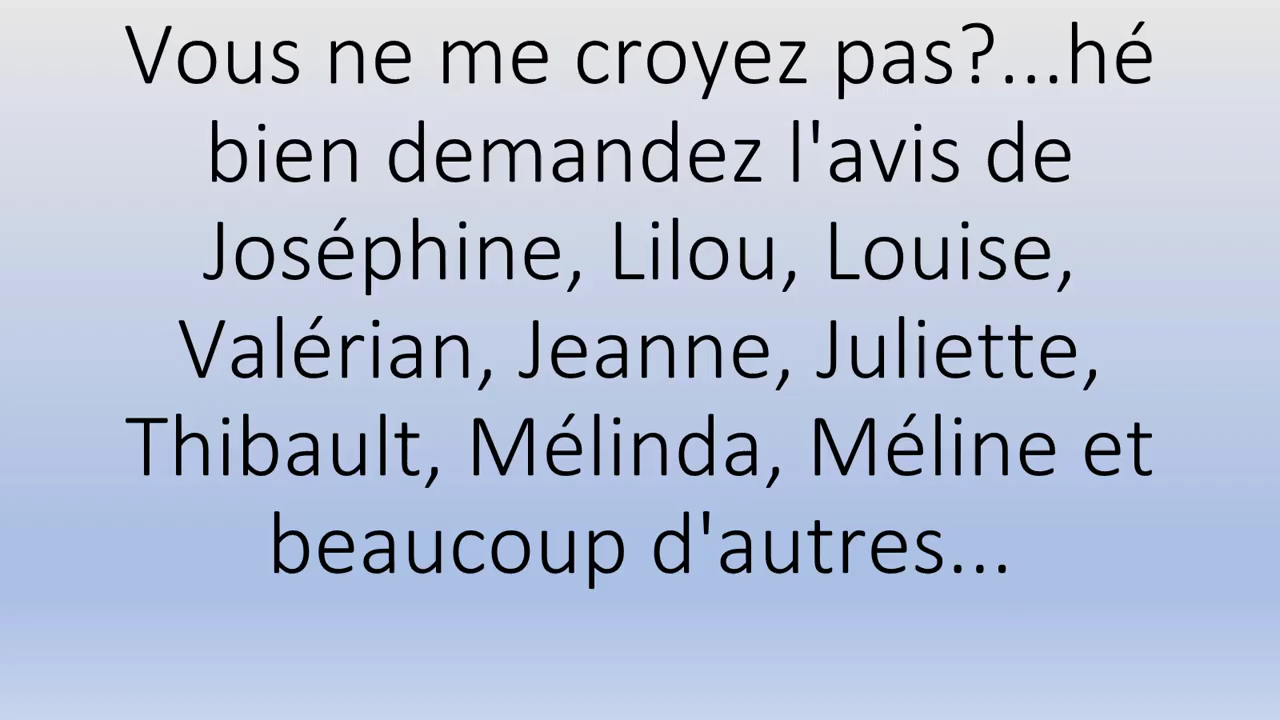 Vous ne me croyez pas?...hé
bien demandez l'avis de
Joséphine, Lilou, Louise,
Valérian, Jeanne, Juliette,
Thibault, Mélinda, Méline et
beaucoup d'autres...